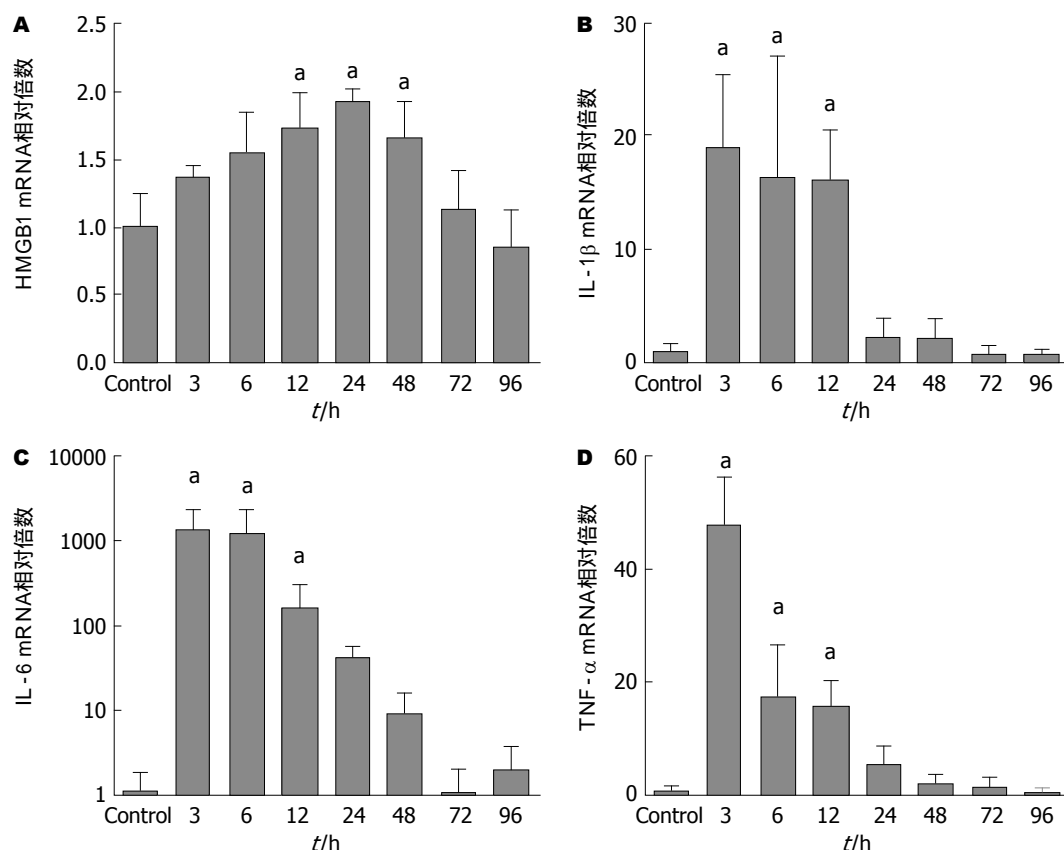 A
HMGB1 mRNA相对倍数
2.5
2.0
1.5
1.0
0.5
0.0
a a a
Control 3 6 12 24 48 72 96
t/h
B
IL-1β mRNA相对倍数
30
20
10
0
a a a
Control 3 6 12 24 48 72 96
t/h
C
IL-6 mRNA相对倍数
10000
1000
100
10
1
a a a
Control 3 6 12 24 48 72 96
t/h
D
TNF-α mRNA相对倍数
60
40
20
0
a a a
Control 3 6 12 24 48 72 96
t/h